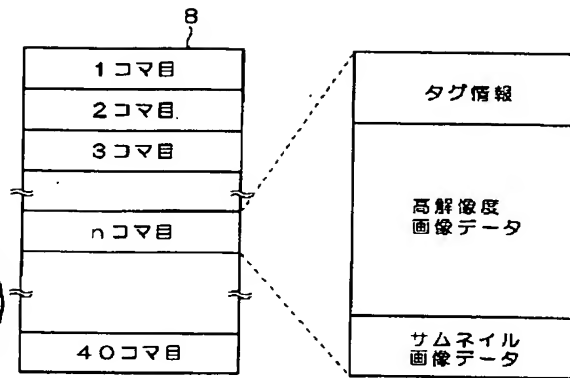 8
1コマ目
2コマ目
3コマ目
nコマ目
40コマ目
タグ情報
高解像度
画像データ
サムネイル
画像データ